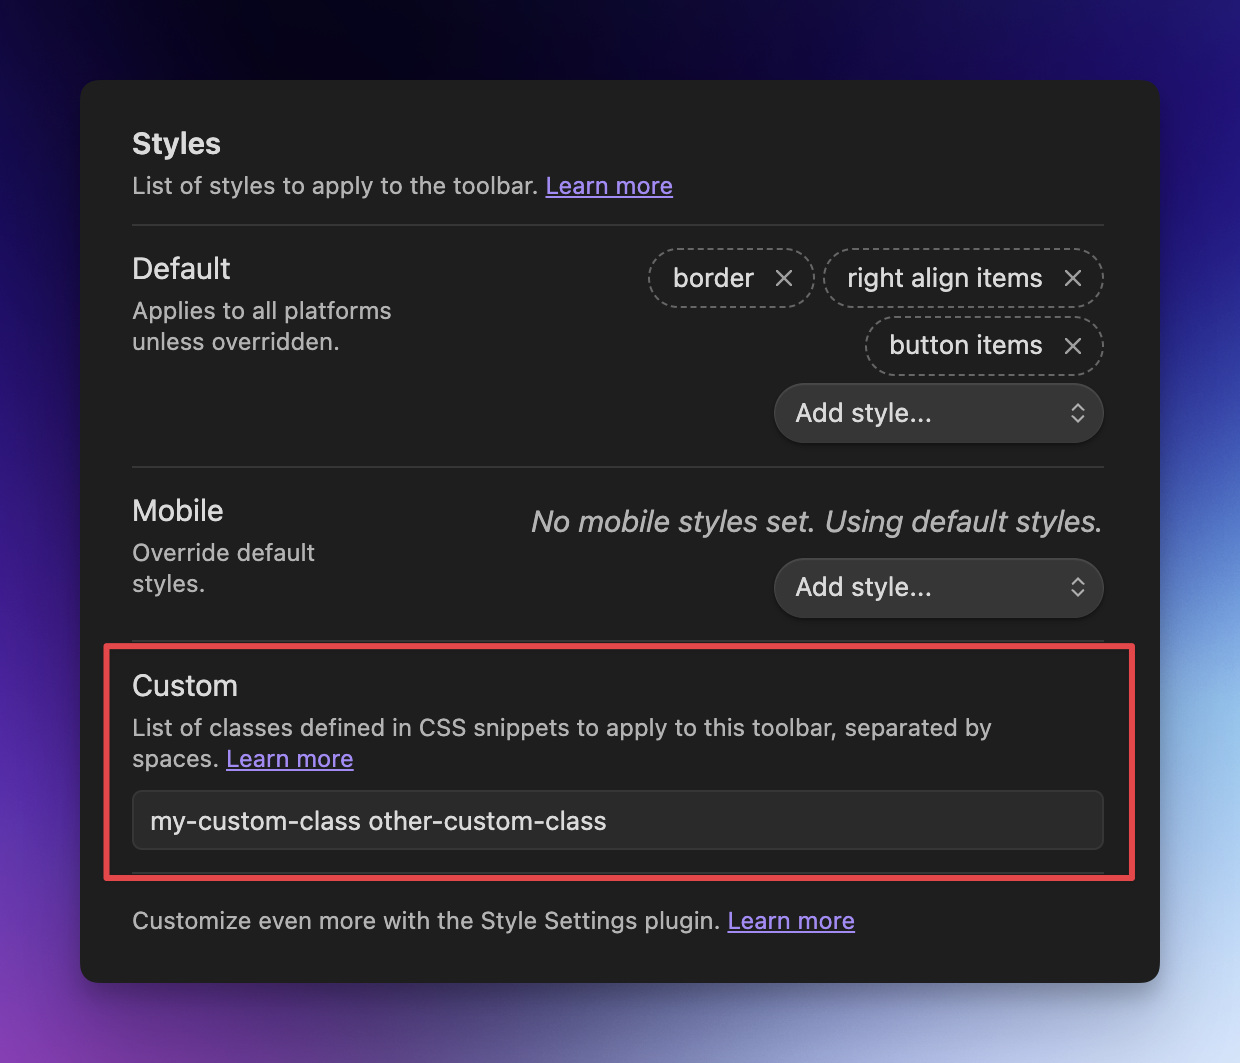 Styles
List of styles to apply to the toolbar. Learn more
Default
Applies to all platforms
unless overridden.
border
right align items
button items
Add style...
Mobile
Override default
styles.
No mobile styles set. Using default styles.
Add style...
Custom
List of classes defined in CSS snippets to apply to this toolbar, separated by
spaces. Learn more
my-custom-class other-custom-class
Customize even more with the Style Settings plugin. Learn more